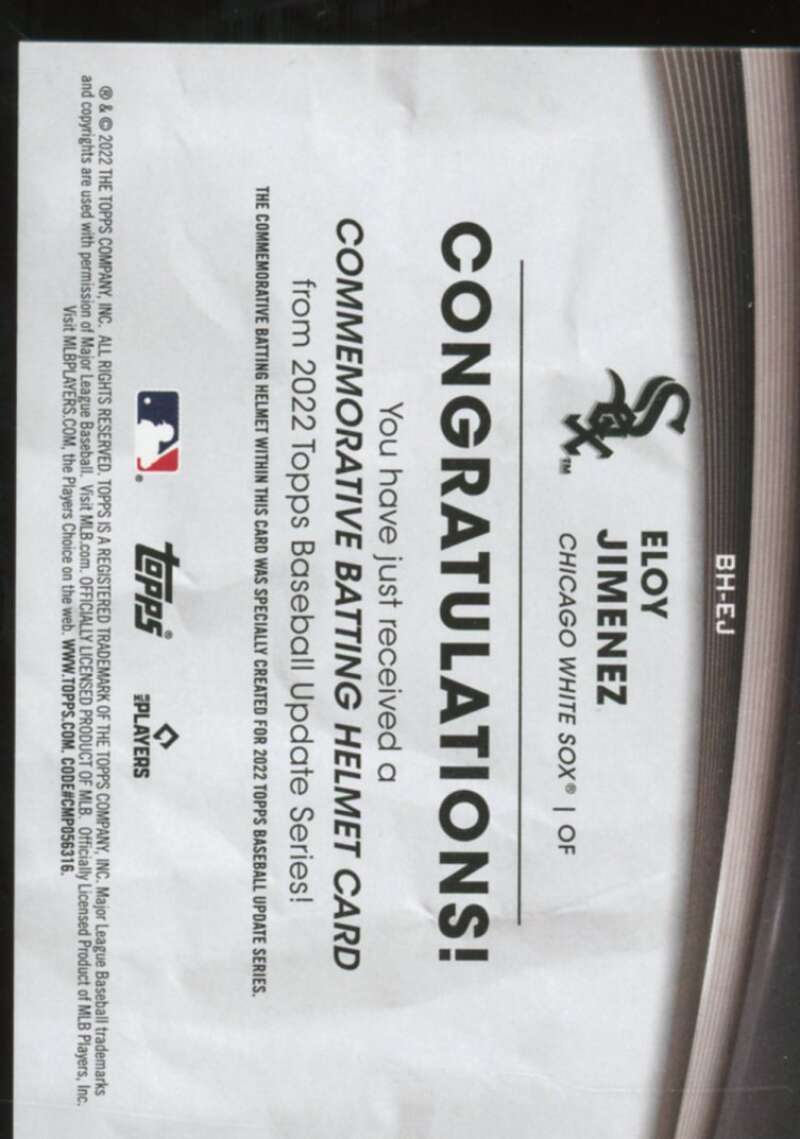 BH-EJ
ELOY
JIMENEZ
CHICAGO WHITE SOX® | OF
Sox™
CONGRATULATIONS!
You have just received a
COMMEMORATIVE BATTING HELMET CARD
from 2022 Topps Baseball Update Series!
THE COMMEMORATIVE BATTING HELMET WITHIN THIS CARD WAS SPECIALLY CREATED FOR 2022 TOPPS BASEBALL UPDATE SERIES.
® topps® MLB PLAYERS
® & © 2022 THE TOPPS COMPANY, INC. ALL RIGHTS RESERVED. TOPPS IS A REGISTERED TRADEMARK OF THE TOPPS COMPANY, INC. Major League Baseball trademarks
and copyrights are used with permission of Major League Baseball. Visit MLB.com. OFFICIALLY LICENSED PRODUCT OF MLB. Officially Licensed Product of MLB Players, Inc.
Visit MLBPLAYERS.COM, the Players Choice on the web. WWW.TOPPS.COM. CODE#CMP056316.